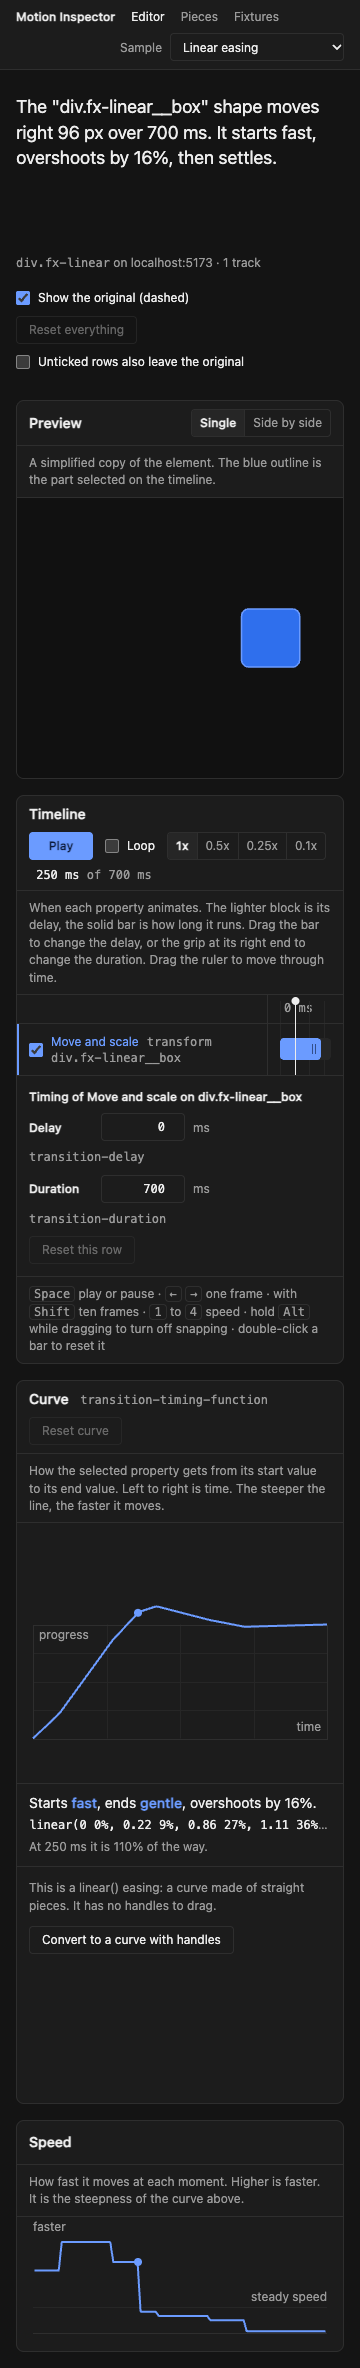 Motion Inspector Editor Pieces Fixtures
Sample Linear easing
The "div.fx-linear__box" shape moves
right 96 px over 700 ms. It starts fast,
overshoots by 16%, then settles.
div.fx-linear on localhost:5173 · 1 track
Show the original (dashed)
Reset everything
Unticked rows also leave the original
Preview Single Side by side
A simplified copy of the element. The blue outline is
the part selected on the timeline.
Timeline
Play Loop 1x 0.5x 0.25x 0.1x
250 ms of 700 ms
When each property animates. The lighter block is its
delay, the solid bar is how long it runs. Drag the bar
to change the delay, or the grip at its right end to
change the duration. Drag the ruler to move through
time.
0 ms
Move and scale transform
div.fx-linear__box
Timing of Move and scale on div.fx-linear__box
Delay 0 ms
transition-delay
Duration 700 ms
transition-duration
Reset this row
Space play or pause · ← → one frame · with
Shift ten frames · 1 to 4 speed · hold Alt
while dragging to turn off snapping · double-click a
bar to reset it
Curve transition-timing-function
Reset curve
How the selected property gets from its start value
to its end value. Left to right is time. The steeper the
line, the faster it moves.
progress
time
Starts fast, ends gentle, overshoots by 16%.
linear(0 0%, 0.22 9%, 0.86 27%, 1.11 36%…
At 250 ms it is 110% of the way.
This is a linear() easing: a curve made of straight
pieces. It has no handles to drag.
Convert to a curve with handles
Speed
How fast it moves at each moment. Higher is faster.
It is the steepness of the curve above.
faster
steady speed